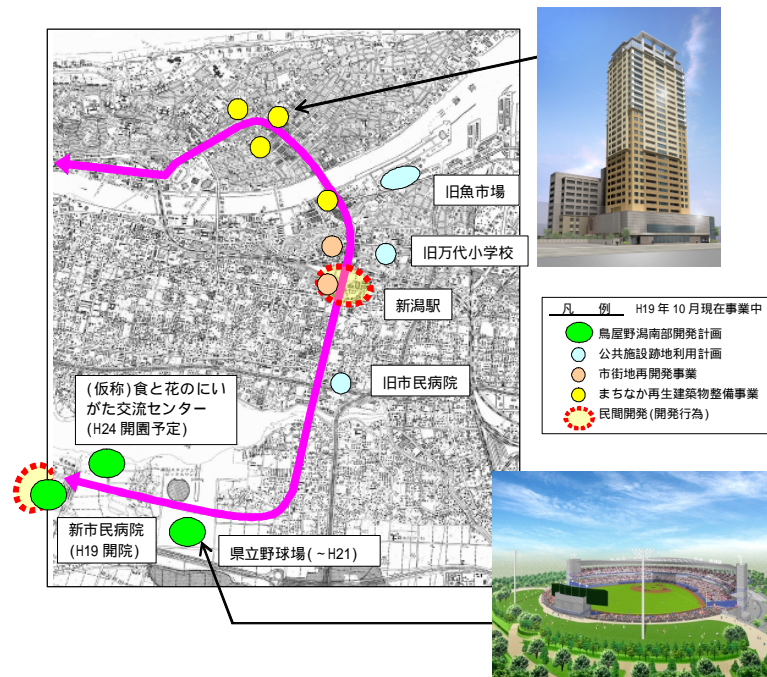 旧魚市場
旧万代小学校
新潟駅
旧市民病院
(仮称)食と花のにい
がた交流センター
(H24 開園予定)
新市民病院
(H19 開院)
県立野球場(～H21)
凡 例 H19 年 10 月現在事業中
鳥屋野潟南部開発計画
公共施設跡地利用計画
市街地再開発事業
まちなか再生建築物整備事業
民間開発(開発行為)